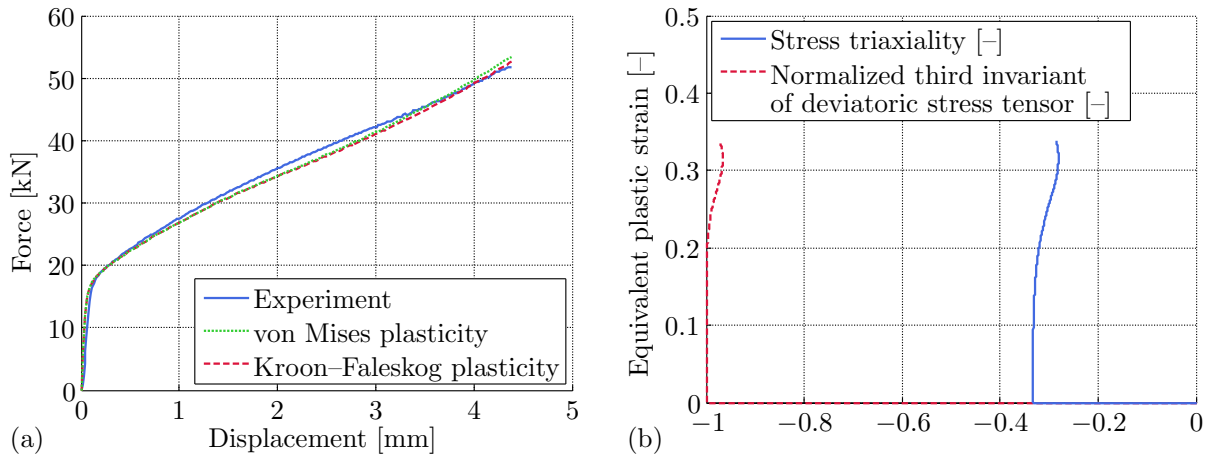 60
50
40
30
20
10
0
Force [kN]
Experiment
von Mises plasticity
Kroon–Faleskog plasticity
0 1 2 3 4 5
(a) Displacement [mm]
0.5
0.4
0.3
0.2
0.1
0
Equivalent plastic strain [–]
Stress triaxiality [–]
Normalized third invariant
of deviatoric stress tensor [–]
−1 −0.8 −0.6 −0.4 −0.2 0
(b)